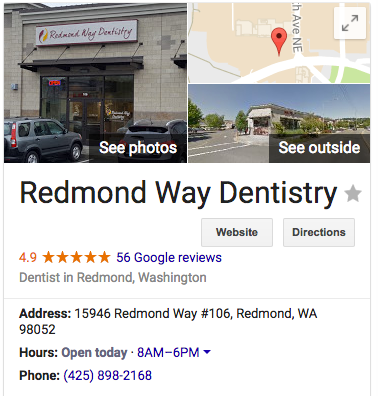 Redmond Way Dentistry
OPEN
See photos
h Ave NE
See outside
Redmond Way Dentistry
Website
Directions
4.9 ★★★★★ 56 Google reviews
Dentist in Redmond, Washington
Address: 15946 Redmond Way #106, Redmond, WA
98052
Hours: Open today · 8AM–6PM
Phone: (425) 898-2168